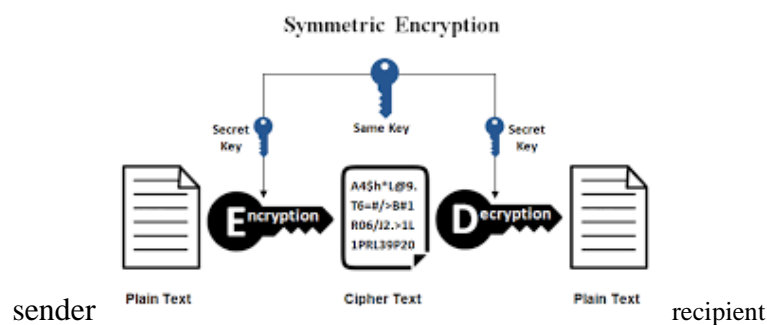 Symmetric Encryption
Secret
Key
Same Key
Secret
Key
Encryption
A4$h*L@9.
T6=#/>B#1
R06/J2.>1L
1PRL39P20
Decryption
sender
Plain Text
Cipher Text
Plain Text
recipient